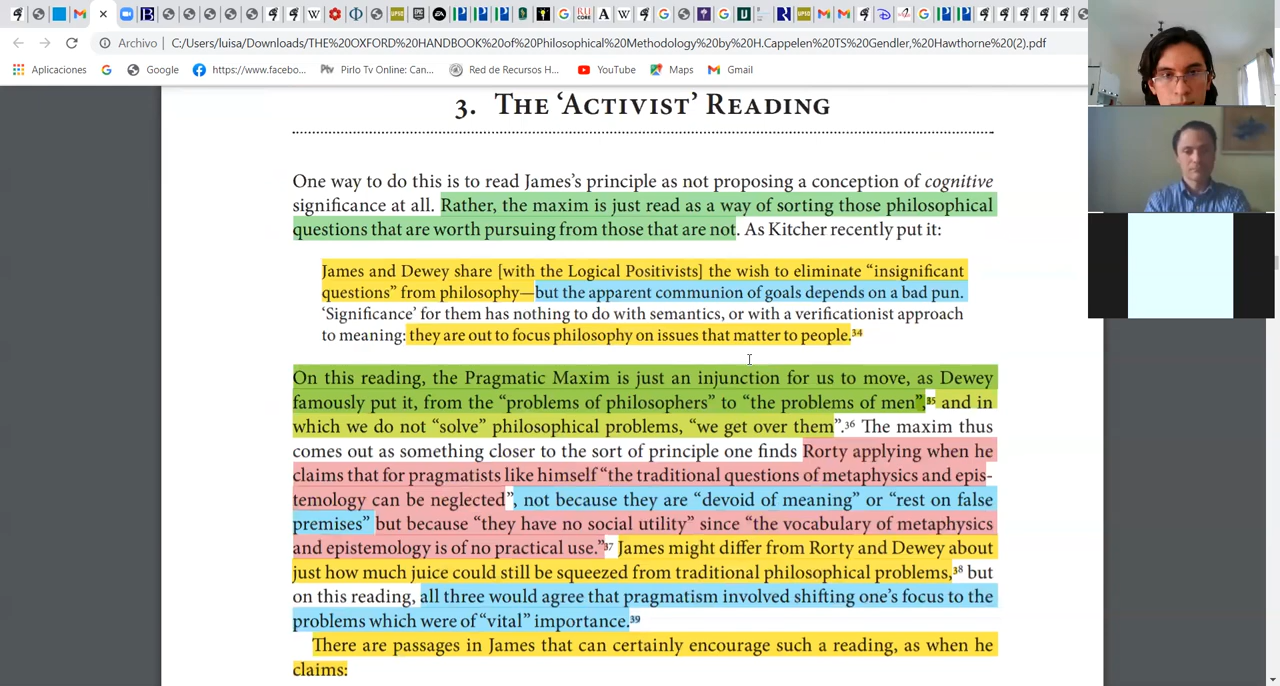 Archivo
C:/Users/luisa/Downloads/THE%20OXFORD%20HANDBOOK%20of%20Philosophical%20Methodology%20by%20H.Cappelen%20TS%20Gendler,%20Hawthorne%20(2).pdf
Aplicaciones
Google
https://www.facebo...
Pirlo Tv Online: Can...
Red de Recursos H...
YouTube
Maps
Gmail
3. THE ‘ACTIVIST’ READING
One way to do this is to read James’s principle as not proposing a conception of cognitive
significance at all. Rather, the maxim is just read as a way of sorting those philosophical
questions that are worth pursuing from those that are not. As Kitcher recently put it:
James and Dewey share [with the Logical Positivists] the wish to eliminate “insignificant
questions” from philosophy—but the apparent communion of goals depends on a bad pun.
‘Significance’ for them has nothing to do with semantics, or with a verificationist approach
to meaning: they are out to focus philosophy on issues that matter to people.34
On this reading, the Pragmatic Maxim is just an injunction for us to move, as Dewey
famously put it, from the “problems of philosophers” to “the problems of men”,35 and in
which we do not “solve” philosophical problems, “we get over them”.36 The maxim thus
comes out as something closer to the sort of principle one finds Rorty applying when he
claims that for pragmatists like himself “the traditional questions of metaphysics and epis-
temology can be neglected”, not because they are “devoid of meaning” or “rest on false
premises” but because “they have no social utility” since “the vocabulary of metaphysics
and epistemology is of no practical use.”37 James might differ from Rorty and Dewey about
just how much juice could still be squeezed from traditional philosophical problems,38 but
on this reading, all three would agree that pragmatism involved shifting one’s focus to the
problems which were of “vital” importance.39
There are passages in James that can certainly encourage such a reading, as when he
claims: